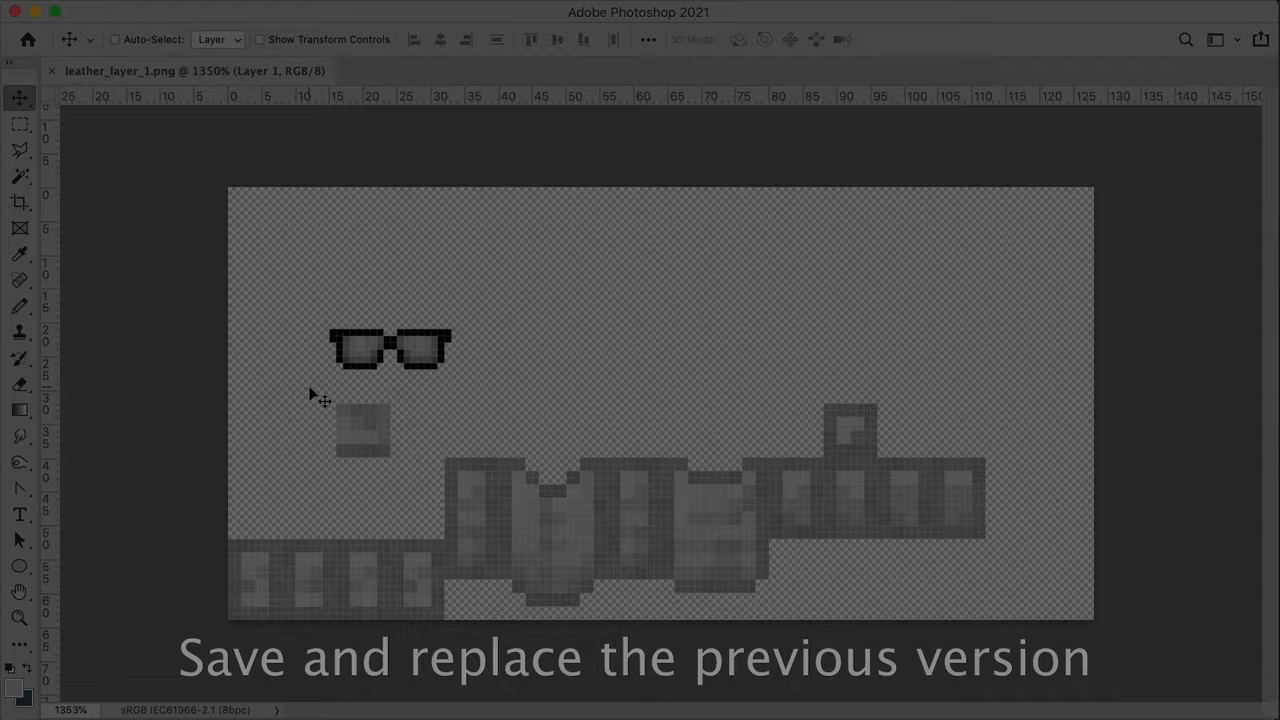 Adobe Photoshop 2021
Auto-Select: Layer Show Transform Controls 3D Mode:
leather_layer_1.png @ 1350% (Layer 1, RGB/8)
25 20 15 10 5 0 5 10 15 20 25 30 35 40 45 50 55 60 65 70 75 80 85 90 95 100 105 110 115 120 125 130 135 140 145 150
Save and replace the previous version
1353% sRGB IEC61966-2.1 (8bpc)